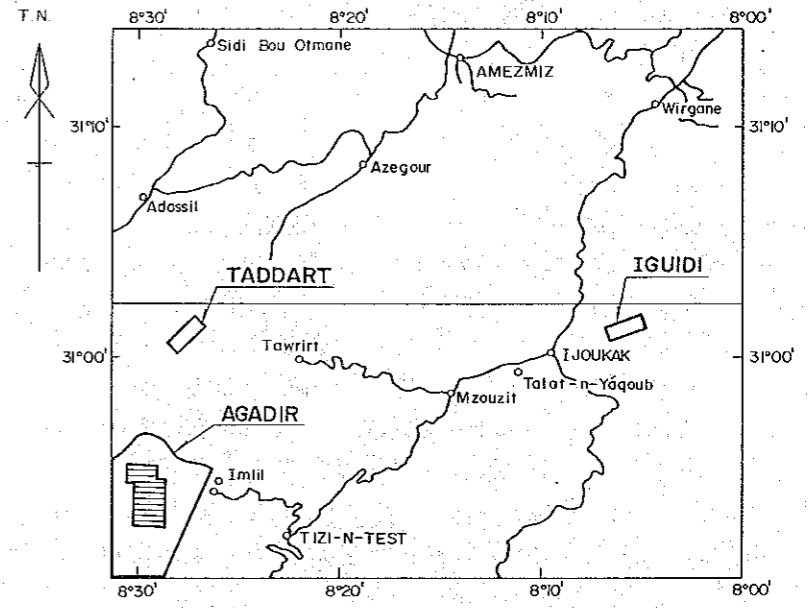 T.N.
8°30'
8°20'
8°10'
8°00'
Sidi Bou Otmane
AMEZMIZ
Wirgane
31°10'
31°10'
Azegour
Adassil
TADDART
IGUIDI
Tawrirt
IJOUKAK
31°00'
31°00'
Talat-n-Yáqoub
Mzouzit
AGADIR
Imlil
TIZI-N-TEST
8°30'
8°20'
8°10'
8°00'